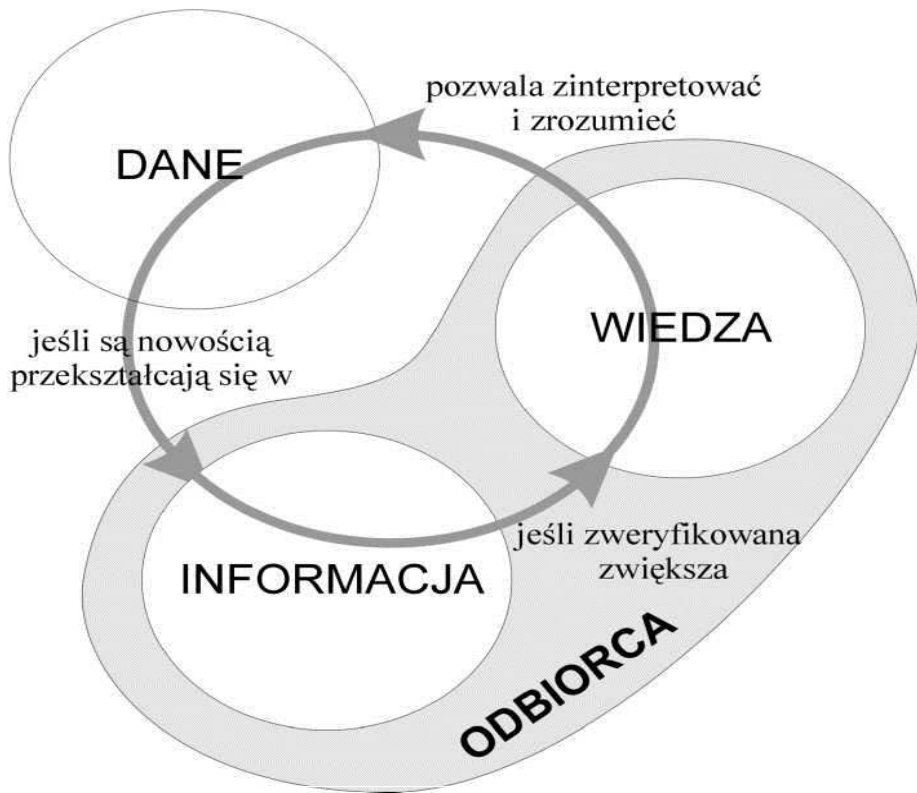 pozwala zinterpretować
i zrozumieć
DANE
WIEDZA
jeśli są nowością
przekształcają się w
jeśli zweryfikowana
zwiększa
INFORMACJA
ODBIORCA